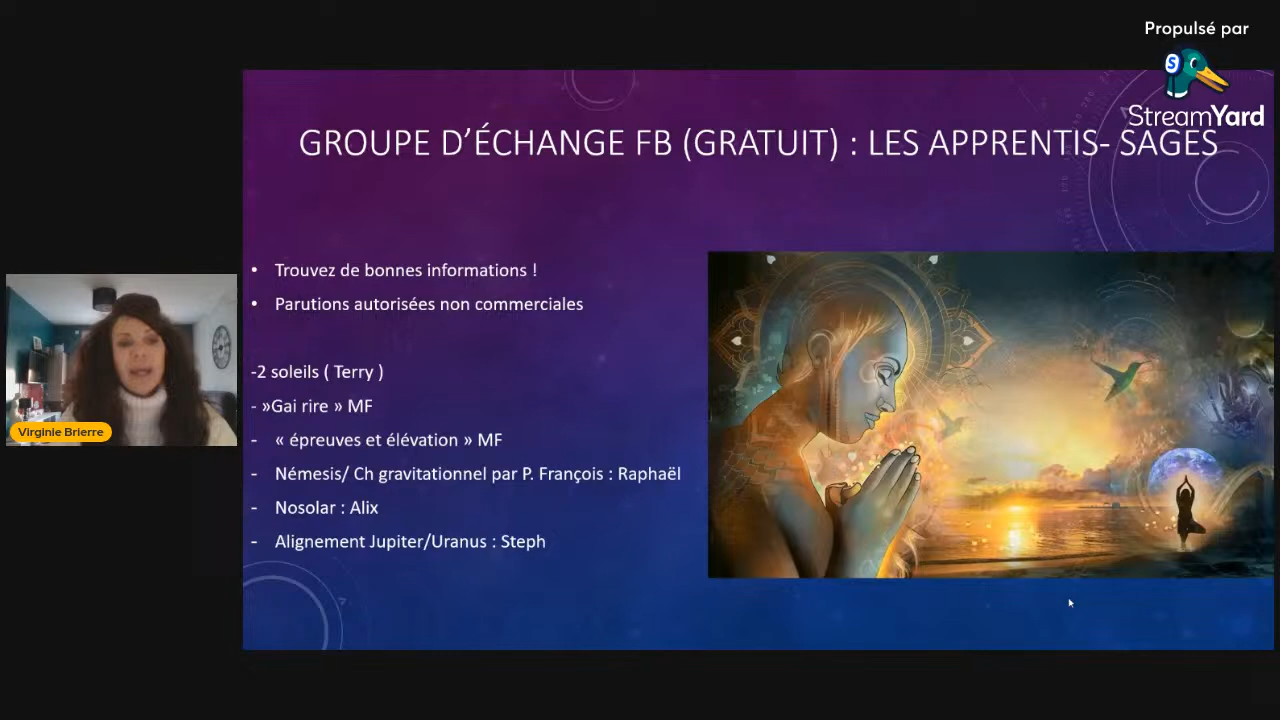 Propulsé par
StreamYard
GROUPE D'ÉCHANGE FB (GRATUIT) : LES APPRENTIS- SAGES
• Trouvez de bonnes informations !
• Parutions autorisées non commerciales
-2 soleils ( Terry )
- »Gai rire » MF
- « épreuves et élévation » MF
- Némesis/ Ch gravitationnel par P. François : Raphaël
- Nosolar : Alix
- Alignement Jupiter/Uranus : Steph
Virginie Brierre